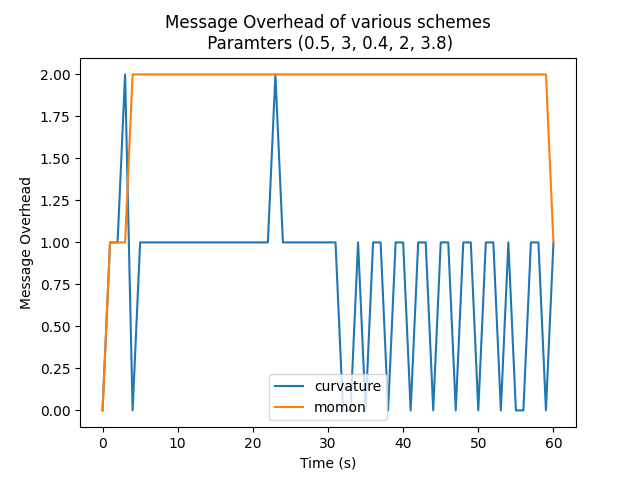 Message Overhead of various schemes
Paramters (0.5, 3, 0.4, 2, 3.8)
2.00
1.75
1.50
1.25
1.00
0.75
0.50
0.25
0.00
Message Overhead
curvature
momon
0 10 20 30 40 50 60
Time (s)